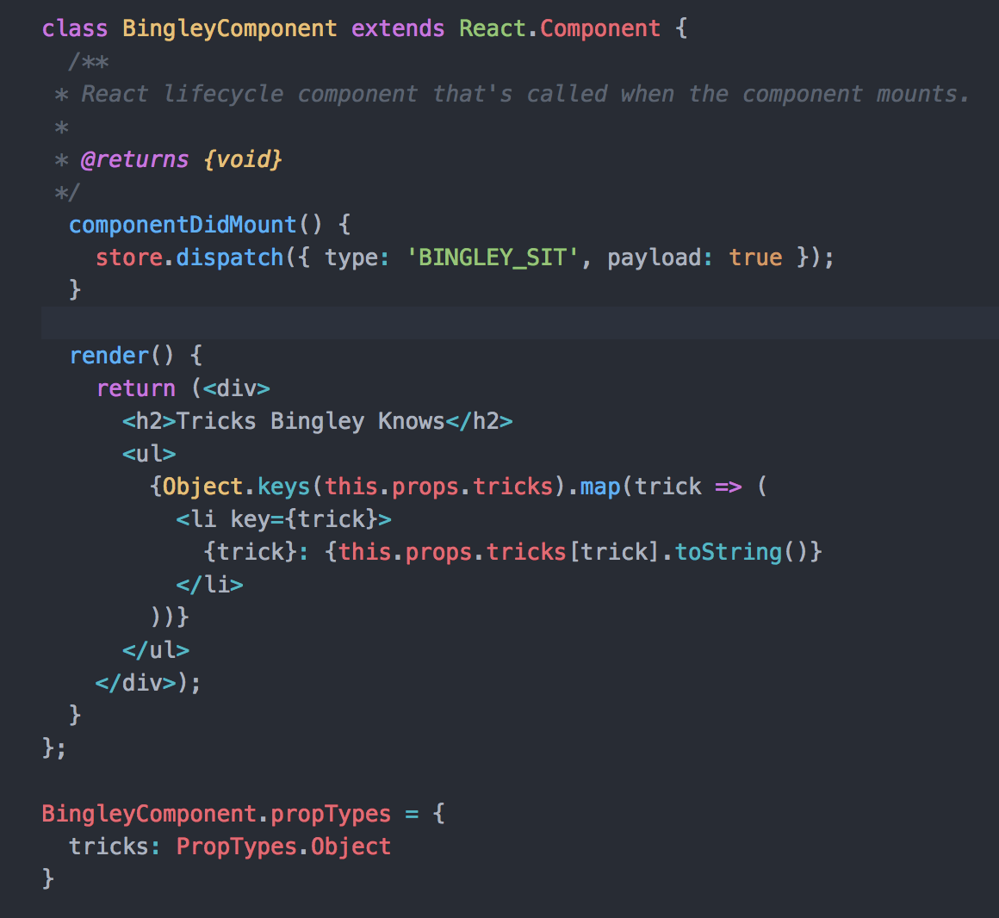 class BingleyComponent extends React.Component {
  /**
 * React lifecycle component that's called when the component mounts.
 *
 * @returns {void}
 */
  componentDidMount() {
    store.dispatch({ type: 'BINGLEY_SIT', payload: true });
  }

  render() {
    return (<div>
      <h2>Tricks Bingley Knows</h2>
      <ul>
        {Object.keys(this.props.tricks).map(trick => (
          <li key={trick}>
            {trick}: {this.props.tricks[trick].toString()}
          </li>
        ))}
      </ul>
    </div>);
  }
};

BingleyComponent.propTypes = {
  tricks: PropTypes.Object
}